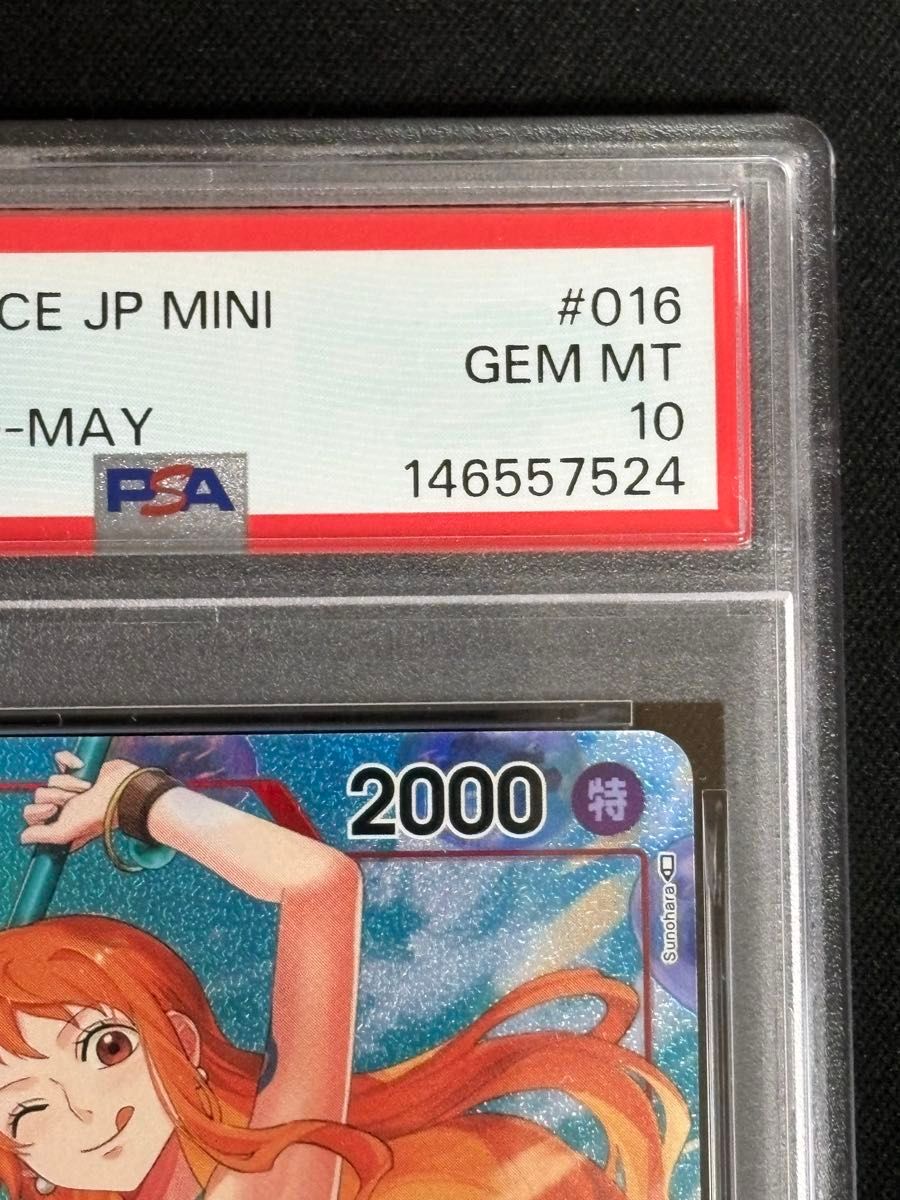 CE JP MINI
#016
GEM MT
-MAY
10
PSA
146557524
2000 特
Sunohara